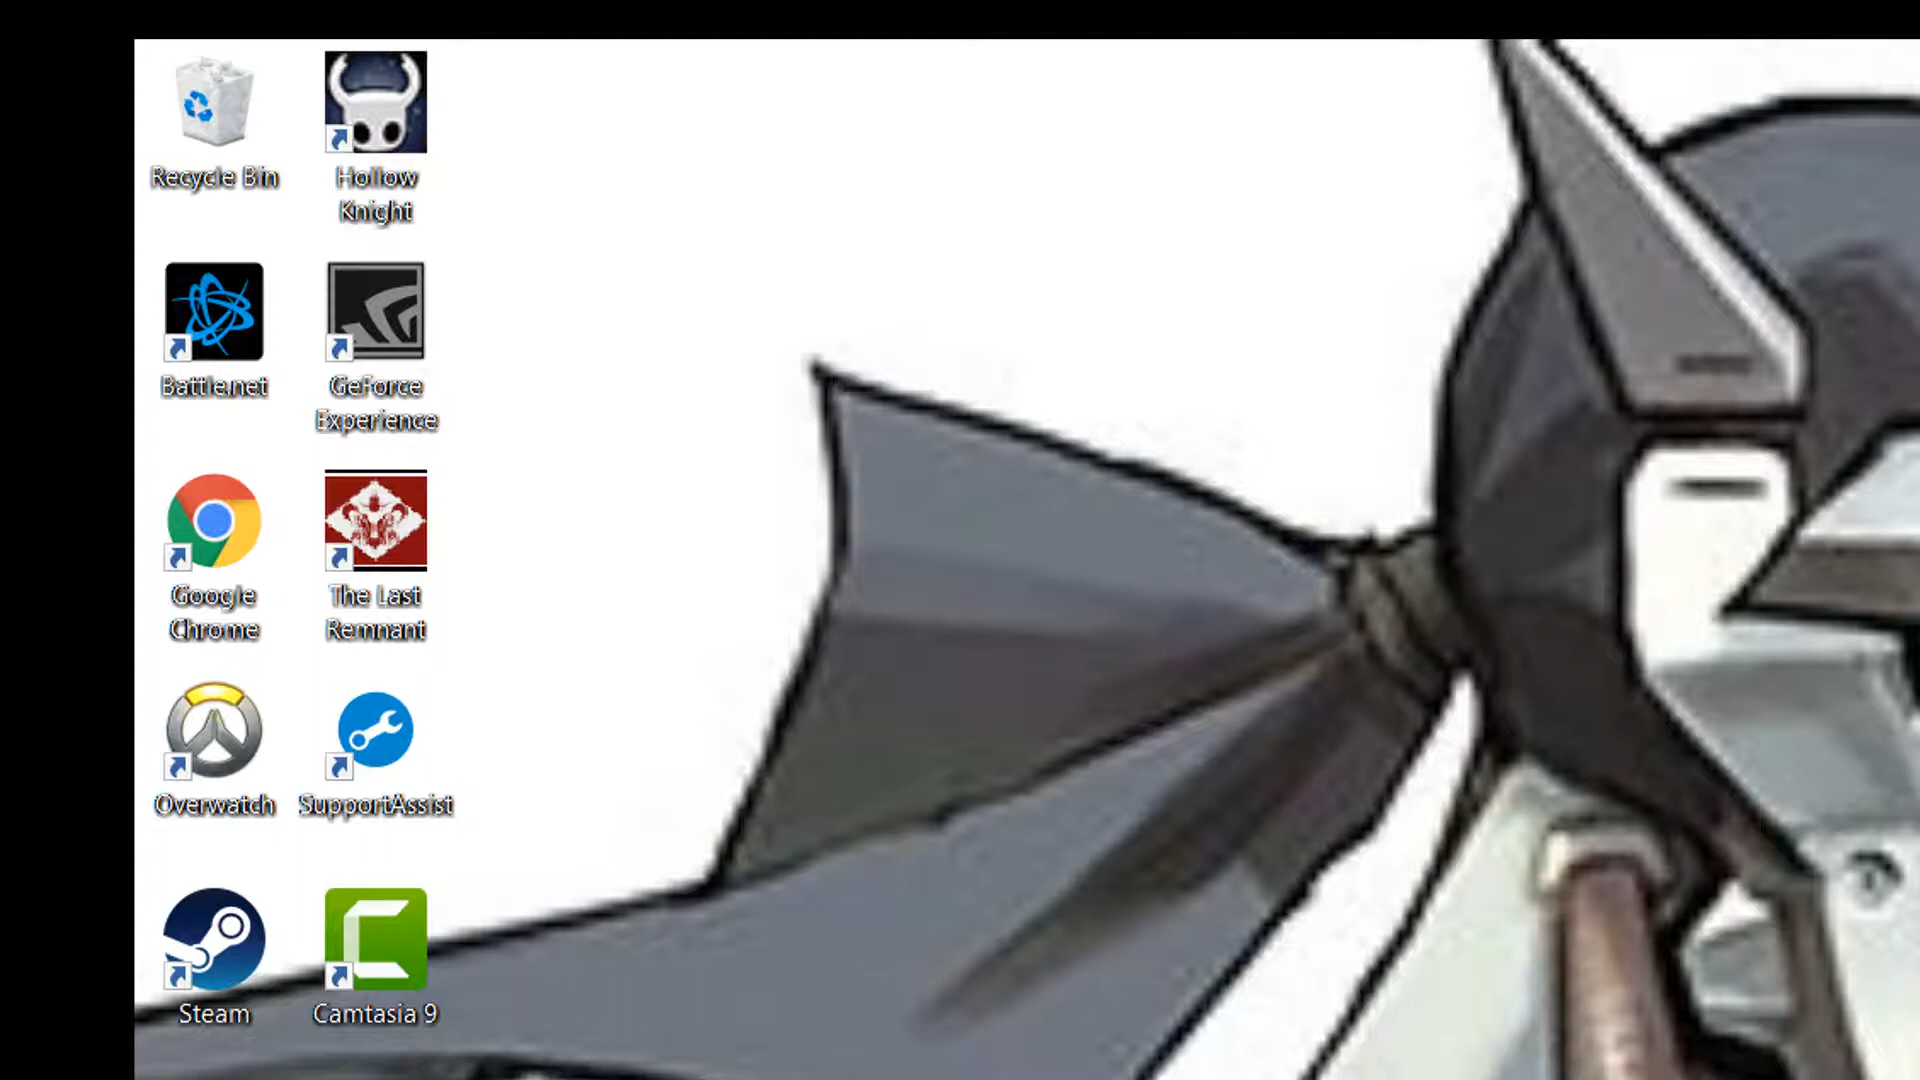 Recycle Bin
Hollow
Knight
Battle.net
GeForce
Experience
Google
Chrome
The Last
Remnant
Overwatch
SupportAssist
Steam
Camtasia 9